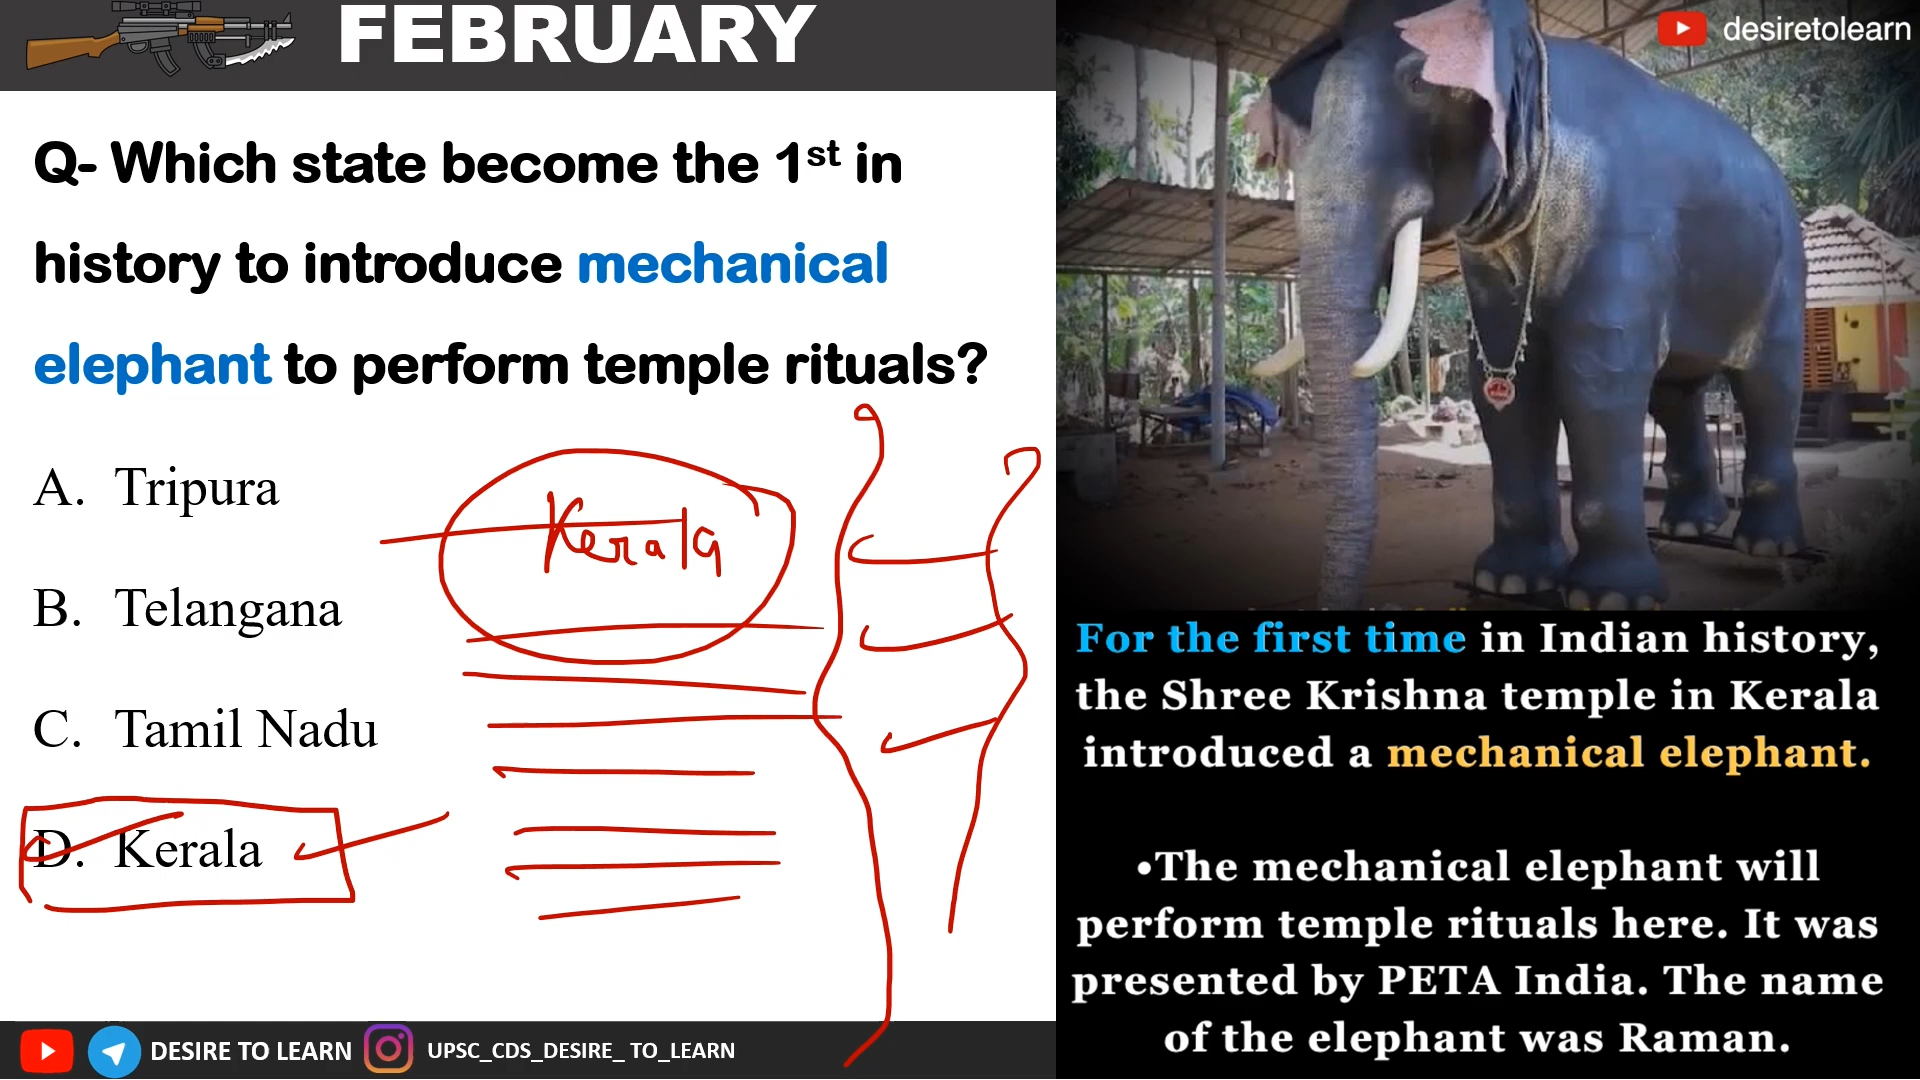 FEBRUARY
Q- Which state become the 1st in
history to introduce mechanical
elephant to perform temple rituals?
A. Tripura
B. Telangana
C. Tamil Nadu
D. Kerala
Kerala
DESIRE TO LEARN
UPSC_CDS_DESIRE_ TO_LEARN
desiretolearn
For the first time in Indian history,
the Shree Krishna temple in Kerala
introduced a mechanical elephant.
•The mechanical elephant will
perform temple rituals here. It was
presented by PETA India. The name
of the elephant was Raman.